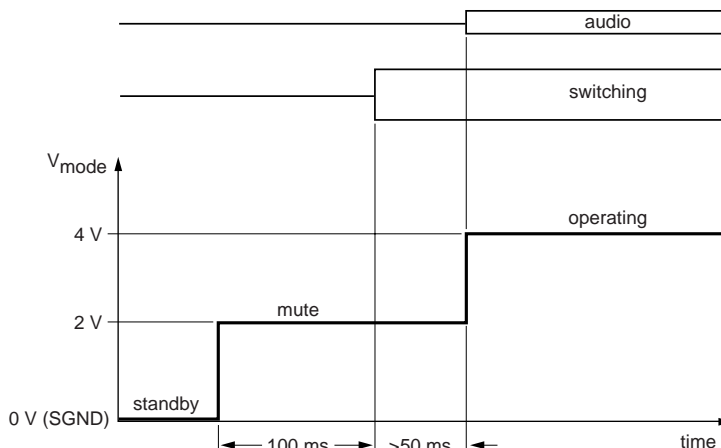 audio
switching
Vmode
4 V
operating
2 V
mute
standby
0 V (SGND)
100 ms
>50 ms
time